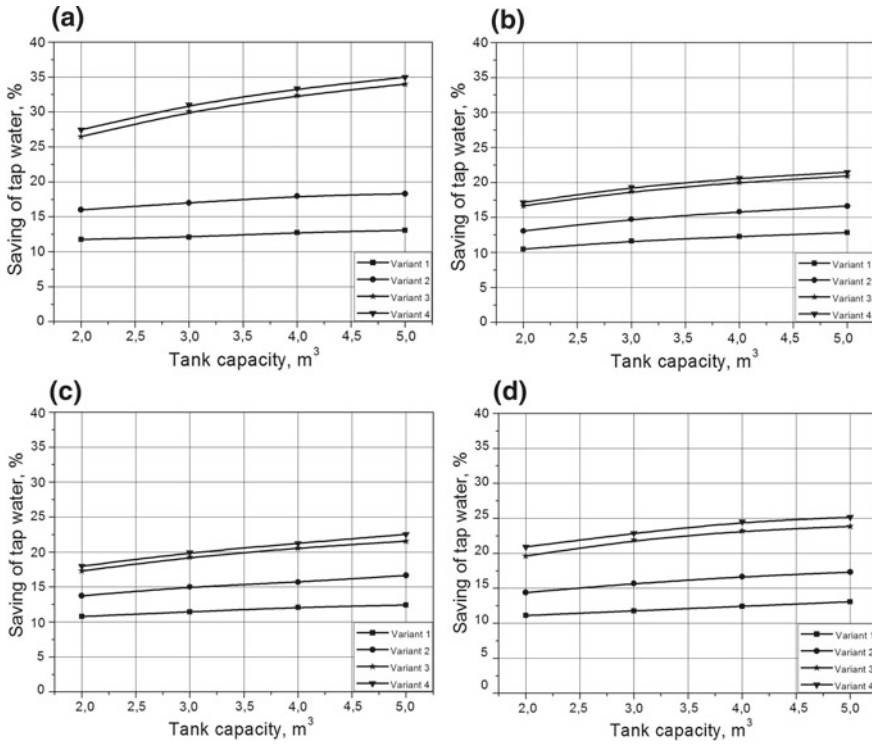 (a)
Saving of tap water, %
40
35
30
25
20
15
10
5
0
2,0 2,5 3,0 3,5 4,0 4,5 5,0
Tank capacity, m³
Variant 1
Variant 2
Variant 3
Variant 4
(b)
Saving of tap water, %
40
35
30
25
20
15
10
5
0
2,0 2,5 3,0 3,5 4,0 4,5 5,0
Tank capacity, m³
Variant 1
Variant 2
Variant 3
Variant 4
(c)
Saving of tap water, %
40
35
30
25
20
15
10
5
0
2,0 2,5 3,0 3,5 4,0 4,5 5,0
Tank capacity, m³
Variant 1
Variant 2
Variant 3
Variant 4
(d)
Saving of tap water, %
40
35
30
25
20
15
10
5
0
2,0 2,5 3,0 3,5 4,0 4,5 5,0
Tank capacity, m³
Variant 1
Variant 2
Variant 3
Variant 4